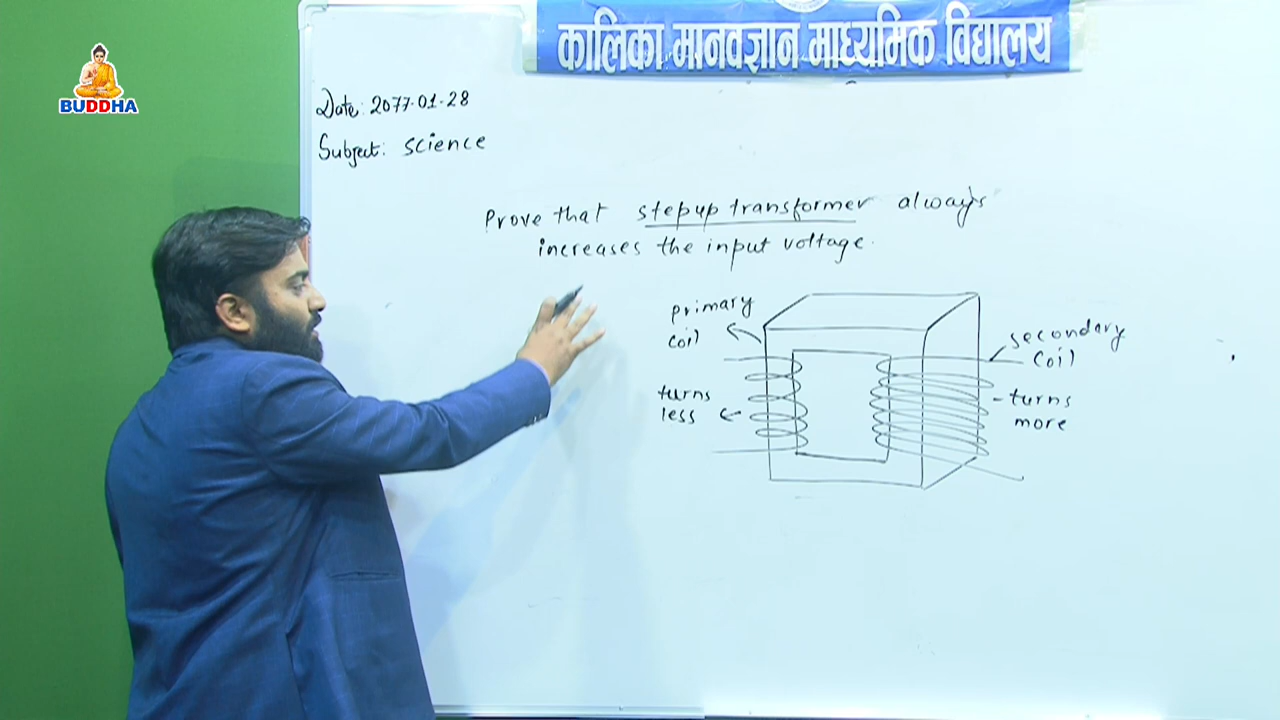 BUDDHA
कालिका मानवज्ञान माध्यमिक विद्यालय
Date: 2077-01-28
Subject: science
Prove that stepup transformer always
increases the input voltage.
primary
coil
secondary
coil
turns
less
turns
more